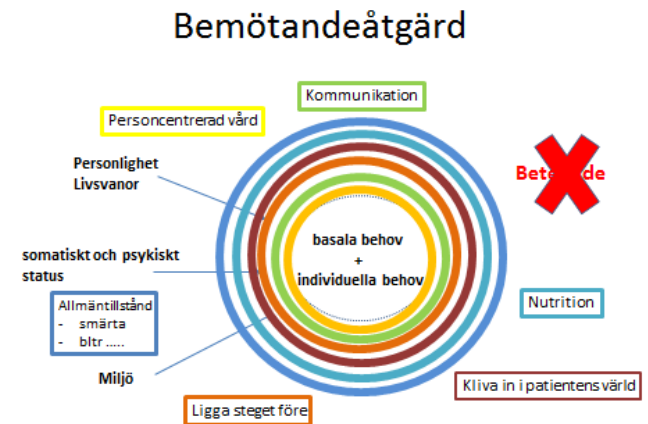 Bemötandeåtgärd
Kommunikation
Personcentrerad vård
Personlighet
Livsvanor
basala behov
+
individuella behov
somatiskt och psykiskt
status
Allmäntillstånd
- smärta
- bltr .....
Miljö
Nutrition
Kliva in i patientens värld
Ligga steget före